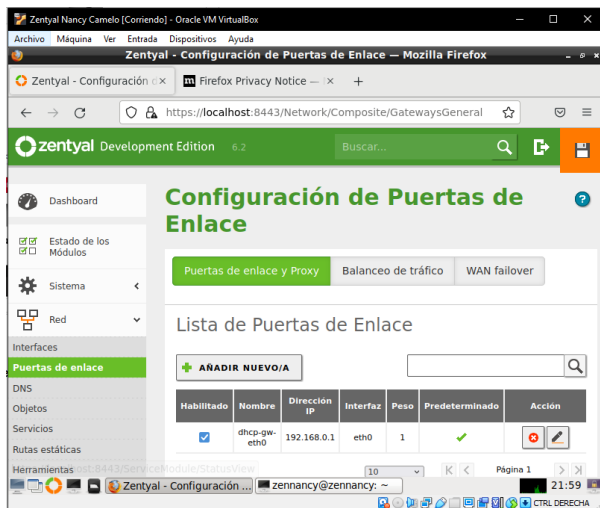 Zentyal Nancy Camelo [Corriendo] - Oracle VM VirtualBox
Archivo Máquina Ver Entrada Dispositivos Ayuda
Zentyal - Configuración de Puertas de Enlace — Mozilla Firefox
Zentyal - Configuración d
m Firefox Privacy Notice —
https://localhost:8443/Network/Composite/GatewaysGeneral
zentyal Development Edition 6.2
Buscar...
Dashboard
Estado de los
Módulos
Sistema
Red
Interfaces
Puertas de enlace
DNS
Objetos
Servicios
Rutas estáticas
Herramientas
Configuración de Puertas de
Enlace
Puertas de enlace y Proxy Balanceo de tráfico WAN failover
Lista de Puertas de Enlace
AÑADIR NUEVO/A
Habilitado Nombre Dirección IP Interfaz Peso Predeterminado Acción
dhcp-gw-eth0 192.168.0.1 eth0 1
10 Página 1
Zentyal - Configuración ... zennancy@zennancy: ~ 21:59
CTRL DERECHA